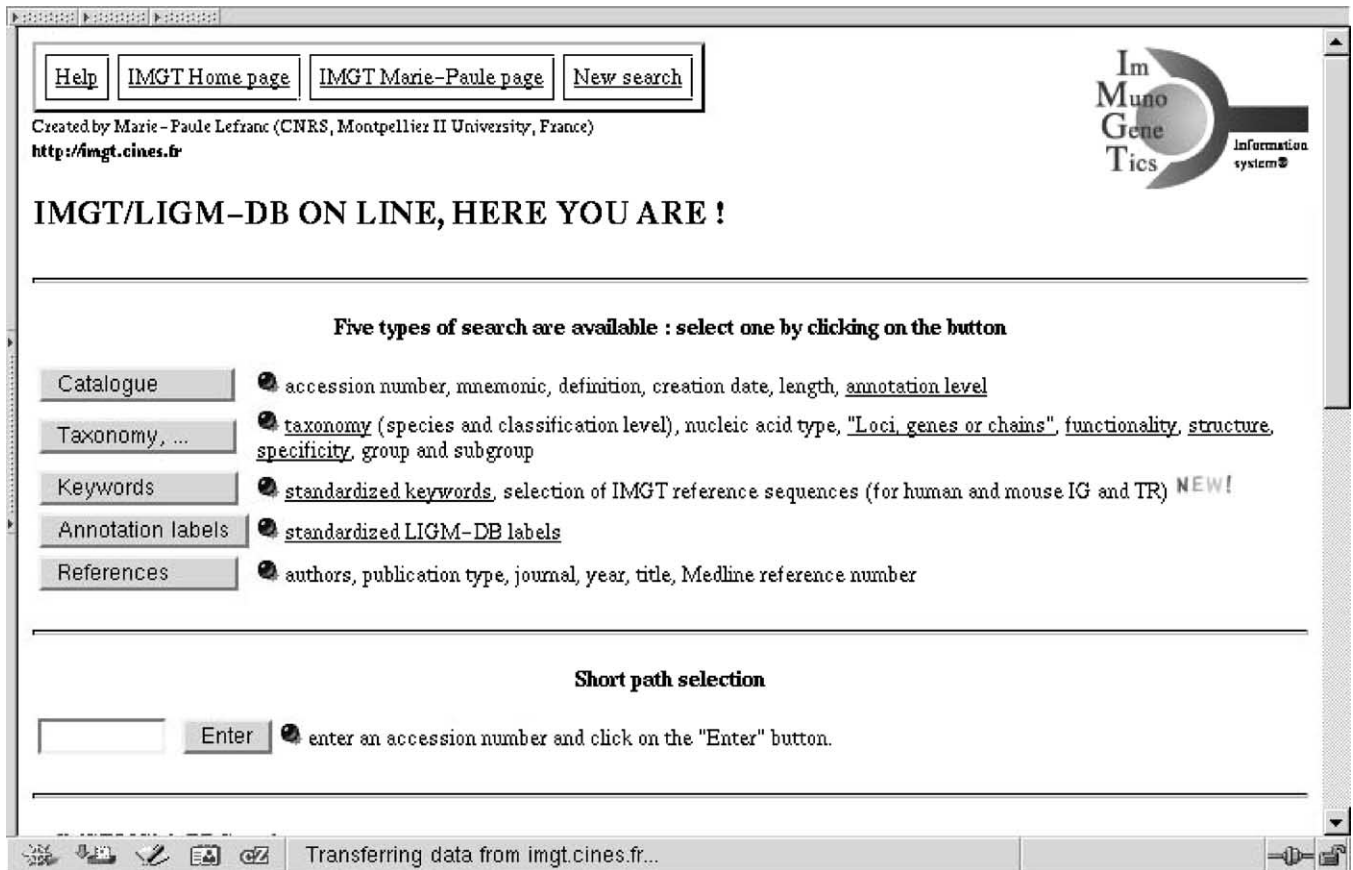 Help IMGT Home page IMGT Marie-Paule page New search
Created by Marie-Paule Lefranc (CNRS, Montpellier II University, France)
http://imgt.cines.fr
Im
Muno
Gene
Tics
Information
system®
IMGT/LIGM-DB ON LINE, HERE YOU ARE !
Five types of search are available : select one by clicking on the button
Catalogue accession number, mnemonic, definition, creation date, length, annotation level
Taxonomy, ... taxonomy (species and classification level), nucleic acid type, "Loci, genes or chains", functionality, structure,
specificity, group and subgroup
Keywords standardized keywords, selection of IMGT reference sequences (for human and mouse IG and TR) NEW!
Annotation labels standardized LIGM-DB labels
References authors, publication type, journal, year, title, Medline reference number
Short path selection
Enter enter an accession number and click on the "Enter" button.
Transferring data from imgt.cines.fr...